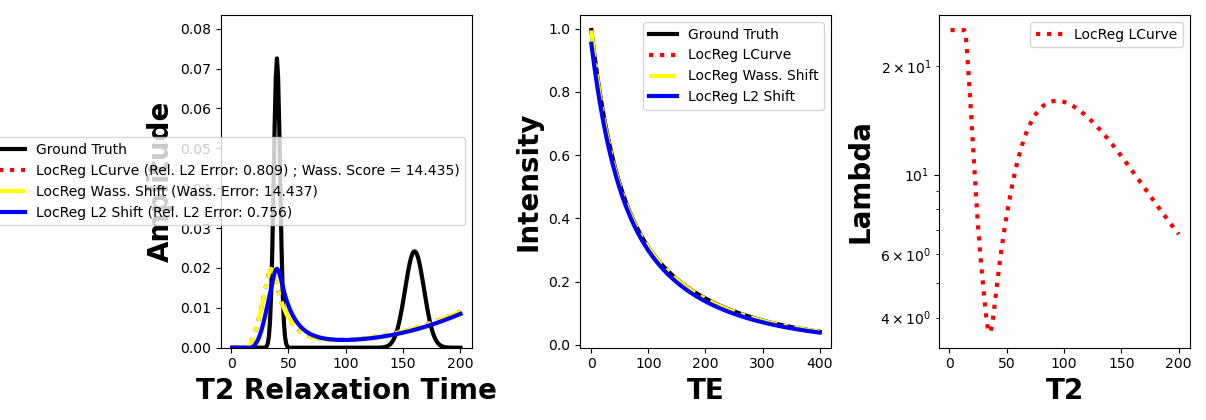 0.08
0.07
0.06
0.05
0.03
0.02
0.01
0.00
Amplitude
Ground Truth
LocReg LCurve (Rel. L2 Error: 0.809) ; Wass. Score = 14.435)
LocReg Wass. Shift (Wass. Error: 14.437)
LocReg L2 Shift (Rel. L2 Error: 0.756)
0 50 100 150 200
T2 Relaxation Time
1.0
0.8
0.6
0.4
0.2
0.0
Intensity
Ground Truth
LocReg LCurve
LocReg Wass. Shift
LocReg L2 Shift
0 100 200 300 400
TE
2 × 10¹
10¹
6 × 10⁰
4 × 10⁰
Lambda
LocReg LCurve
0 50 100 150 200
T2